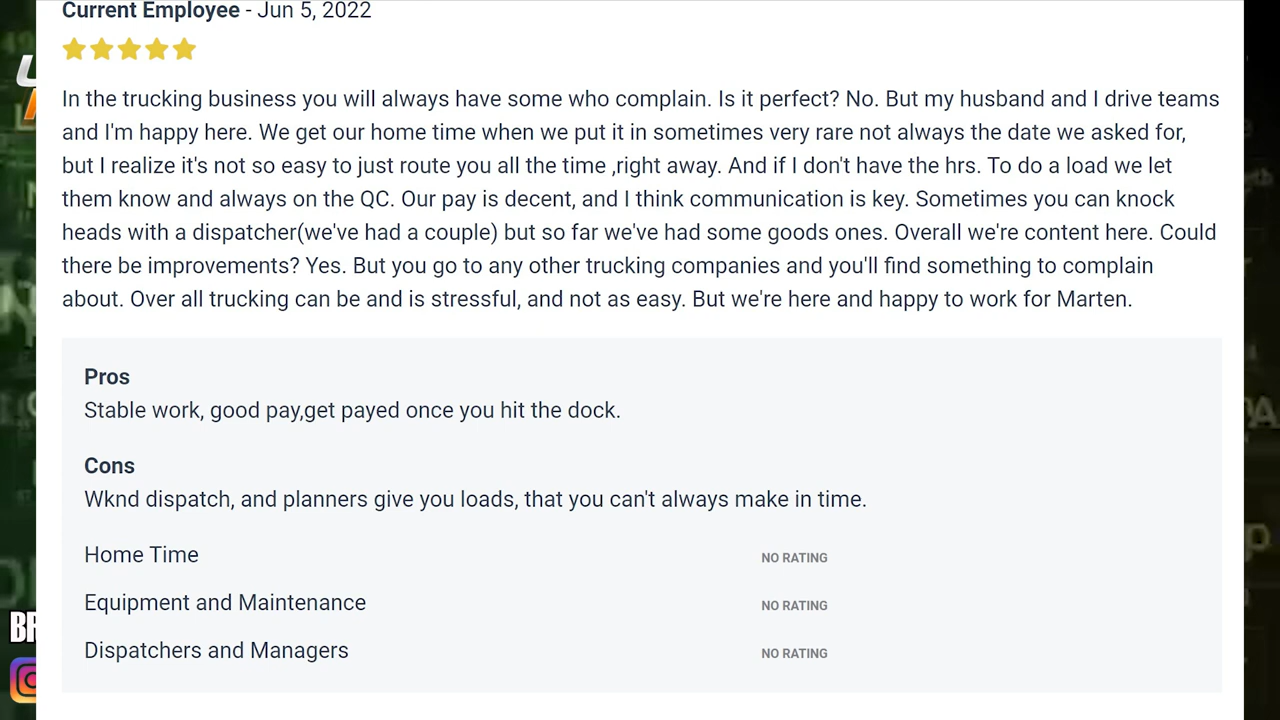 Current Employee - Jun 5, 2022
In the trucking business you will always have some who complain. Is it perfect? No. But my husband and I drive teams
and I'm happy here. We get our home time when we put it in sometimes very rare not always the date we asked for,
but I realize it's not so easy to just route you all the time ,right away. And if I don't have the hrs. To do a load we let
them know and always on the QC. Our pay is decent, and I think communication is key. Sometimes you can knock
heads with a dispatcher(we've had a couple) but so far we've had some goods ones. Overall we're content here. Could
there be improvements? Yes. But you go to any other trucking companies and you'll find something to complain
about. Over all trucking can be and is stressful, and not as easy. But we're here and happy to work for Marten.
Pros
Stable work, good pay,get payed once you hit the dock.
Cons
Wknd dispatch, and planners give you loads, that you can't always make in time.
Home Time NO RATING
Equipment and Maintenance NO RATING
Dispatchers and Managers NO RATING